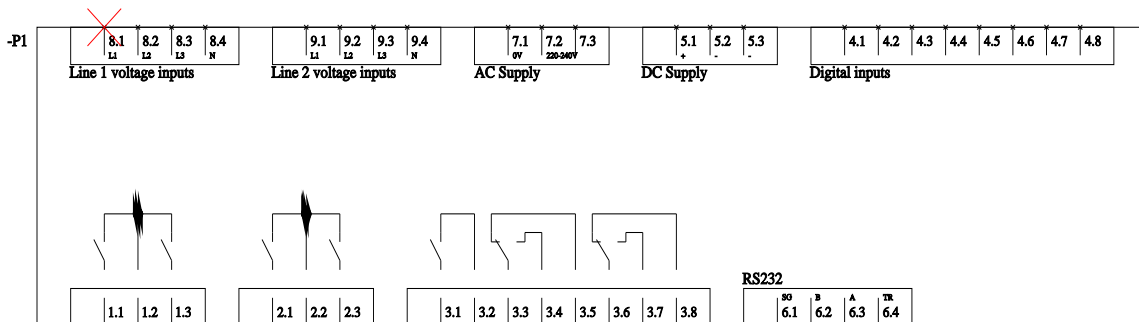 -P1 8.1 8.2 8.3 8.4 9.1 9.2 9.3 9.4 7.1 7.2 7.3 5.1 5.2 5.3 4.1 4.2 4.3 4.4 4.5 4.6 4.7 4.8
L1 L2 L3 N L1 L2 L3 N 0V 220-240V + - -
Line 1 voltage inputs Line 2 voltage inputs AC Supply DC Supply Digital inputs
RS232
SG B A TR
1.1 1.2 1.3 2.1 2.2 2.3 3.1 3.2 3.3 3.4 3.5 3.6 3.7 3.8 6.1 6.2 6.3 6.4